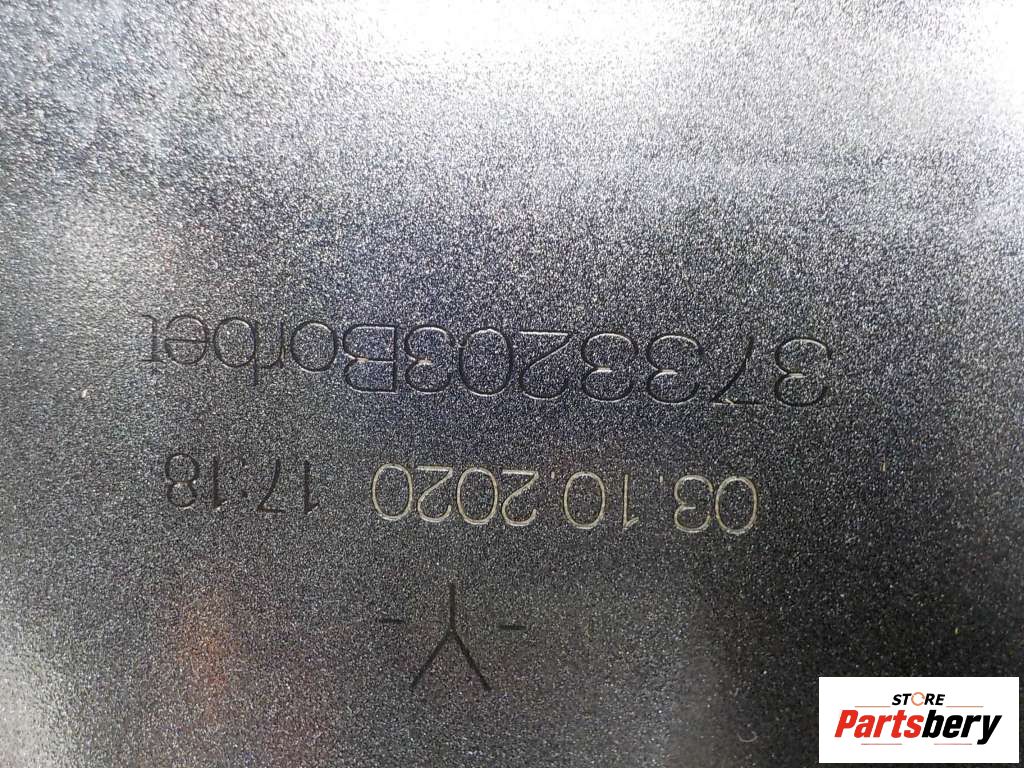 -Y-
03.10.2020 17:18
3733203Borbet
STORE
Partsbery